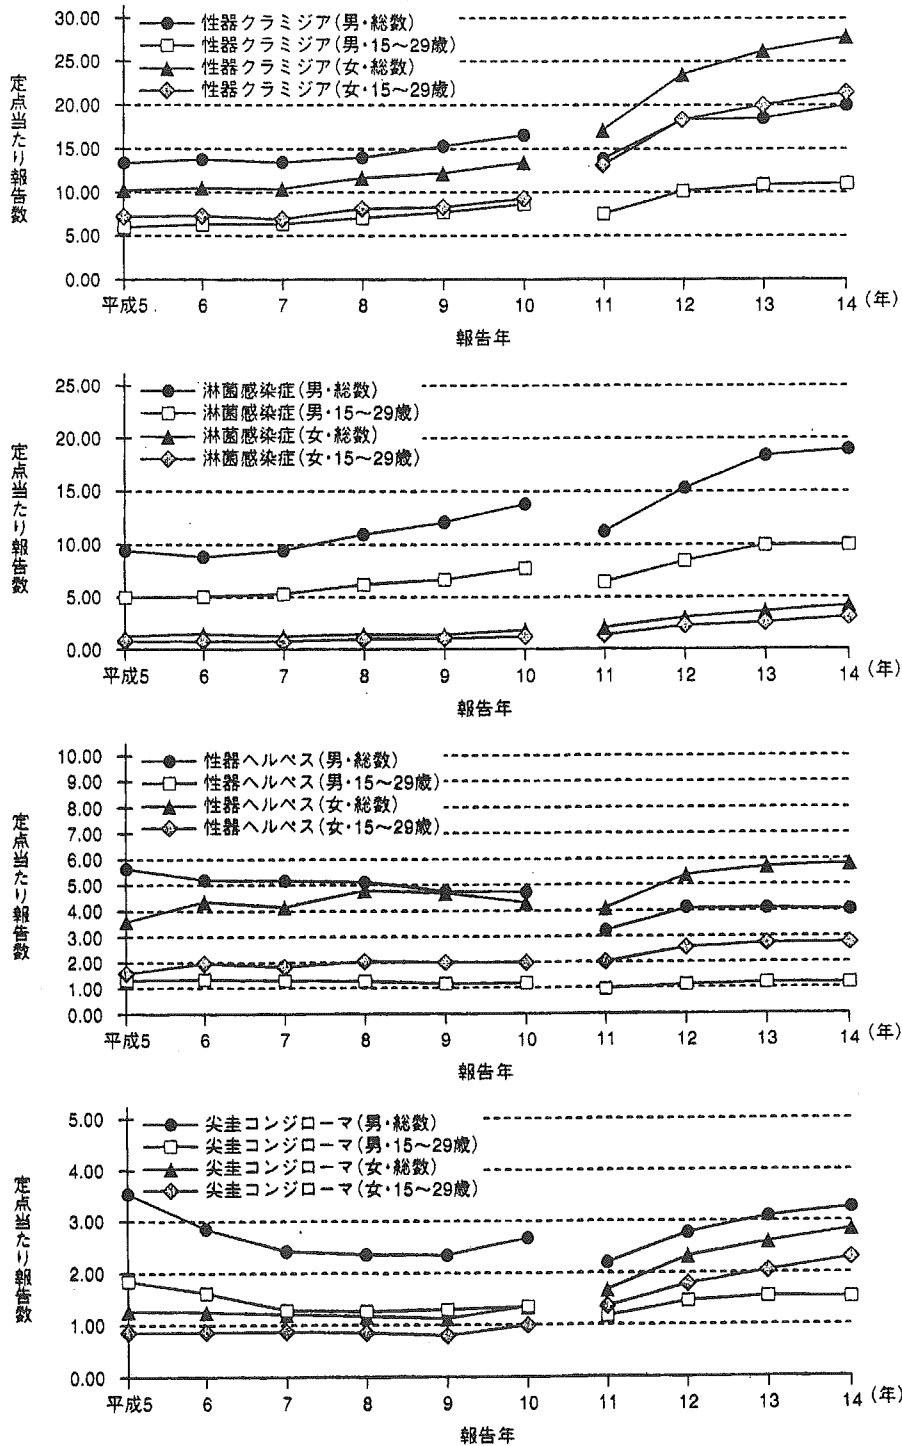 定点当たり報告数
30.00
25.00
20.00
15.00
10.00
5.00
0.00
性器クラミジア(男・総数)
性器クラミジア(男・15～29歳)
性器クラミジア(女・総数)
性器クラミジア(女・15～29歳)
平成5 6 7 8 9 10 11 12 13 14 (年)
報告年
定点当たり報告数
25.00
20.00
15.00
10.00
5.00
0.00
淋菌感染症(男・総数)
淋菌感染症(男・15～29歳)
淋菌感染症(女・総数)
淋菌感染症(女・15～29歳)
平成5 6 7 8 9 10 11 12 13 14 (年)
報告年
定点当たり報告数
10.00
9.00
8.00
7.00
6.00
5.00
4.00
3.00
2.00
1.00
0.00
性器ヘルペス(男・総数)
性器ヘルペス(男・15～29歳)
性器ヘルペス(女・総数)
性器ヘルペス(女・15～29歳)
平成5 6 7 8 9 10 11 12 13 14 (年)
報告年
定点当たり報告数
5.00
4.00
3.00
2.00
1.00
0.00
尖圭コンジローマ(男・総数)
尖圭コンジローマ(男・15～29歳)
尖圭コンジローマ(女・総数)
尖圭コンジローマ(女・15～29歳)
平成5 6 7 8 9 10 11 12 13 14 (年)
報告年